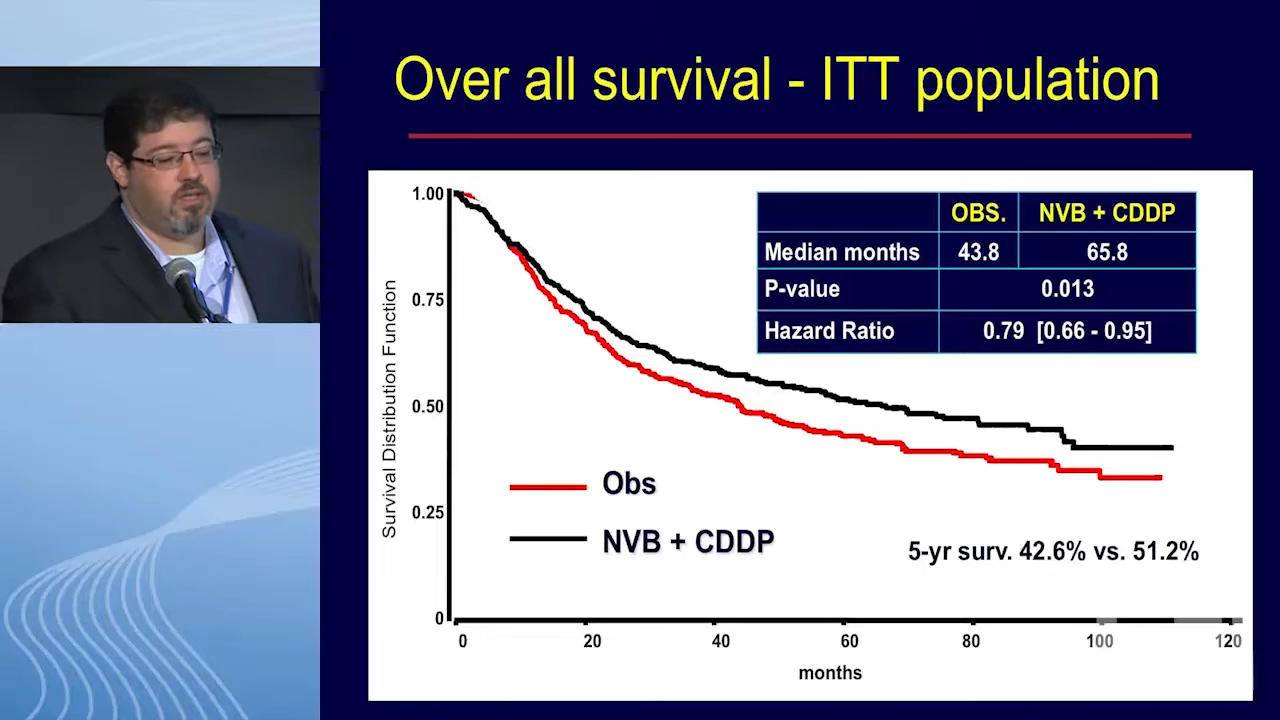 Over all survival - ITT population
OBS. NVB + CDDP
Median months 43.8 65.8
P-value 0.013
Hazard Ratio 0.79 [0.66 - 0.95]
Survival Distribution Function
1.00
0.75
0.50
0.25
0
Obs
NVB + CDDP
5-yr surv. 42.6% vs. 51.2%
0 20 40 60 80 100 120
months